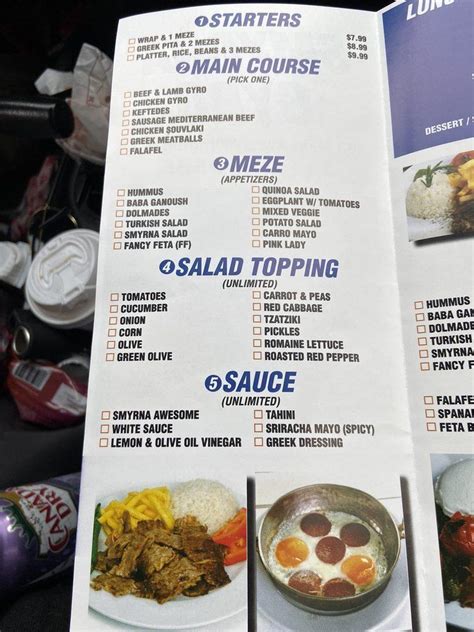 1 STARTERS
WRAP & 1 MEZE $7.99
GREEK PITA & 2 MEZES $8.99
PLATTER, RICE, BEANS & 3 MEZES $9.99
2 MAIN COURSE
(PICK ONE)
BEEF & LAMB GYRO
CHICKEN GYRO
KEFTEDES
SAUSAGE MEDITERRANEAN BEEF
CHICKEN SOUVLAKI
GREEK MEATBALLS
FALAFEL
3 MEZE
(APPETIZERS)
HUMMUS
BABA GANOUSH
DOLMADES
TURKISH SALAD
SMYRNA SALAD
FANCY FETA (FF)
QUINOA SALAD
EGGPLANT W/ TOMATOES
MIXED VEGGIE
POTATO SALAD
CARRO MAYO
PINK LADY
4 SALAD TOPPING
(UNLIMITED)
TOMATOES
CUCUMBER
ONION
CORN
OLIVE
GREEN OLIVE
CARROT & PEAS
RED CABBAGE
TZATZIKI
PICKLES
ROMAINE LETTUCE
ROASTED RED PEPPER
5 SAUCE
(UNLIMITED)
SMYRNA AWESOME
WHITE SAUCE
LEMON & OLIVE OIL VINEGAR
TAHINI
SRIRACHA MAYO (SPICY)
GREEK DRESSING
DESSERT /
HUMMUS
BABA
DOLMADES
TURKISH
SMYRNA
FANCY
FALAFE
SPANA
FETA B
CANADA
DRY